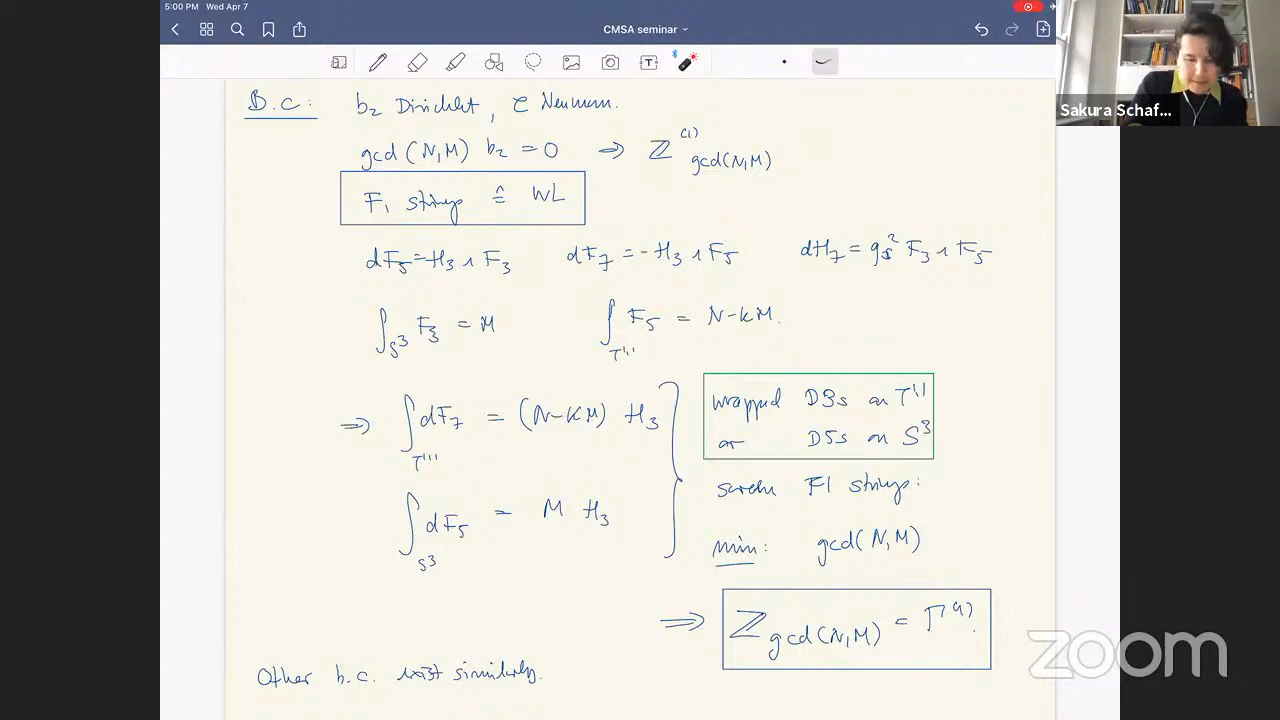 5:00 PM Wed Apr 7
CMSA seminar
Sakura Schaf...
B.c: b₂ Dirichlet, C Neumann.
gcd(N,M) b₂ = 0 ⇒ ℤ⁽¹⁾ gcd(N,M)
F1 strings ≙ WL
dF₅ = H₃ ∧ F₃ dF₇ = -H₃ ∧ F₅ dH₇ = gs² F₃ ∧ F₅
∫_{S³} F₃ = M ∫_{T¹¹} F₅ = N-KM.
⇒ ∫_{T¹¹} dF₇ = (N-KM) H₃
∫_{S³} dF₅ = M H₃
wrapped D3s on T¹¹
or D5s on S³
screen F1 strings:
min: gcd(N,M)
⇒ ℤ gcd(N,M) = Γ⁽¹⁾.
Other b.c. exist similarly.
zoom